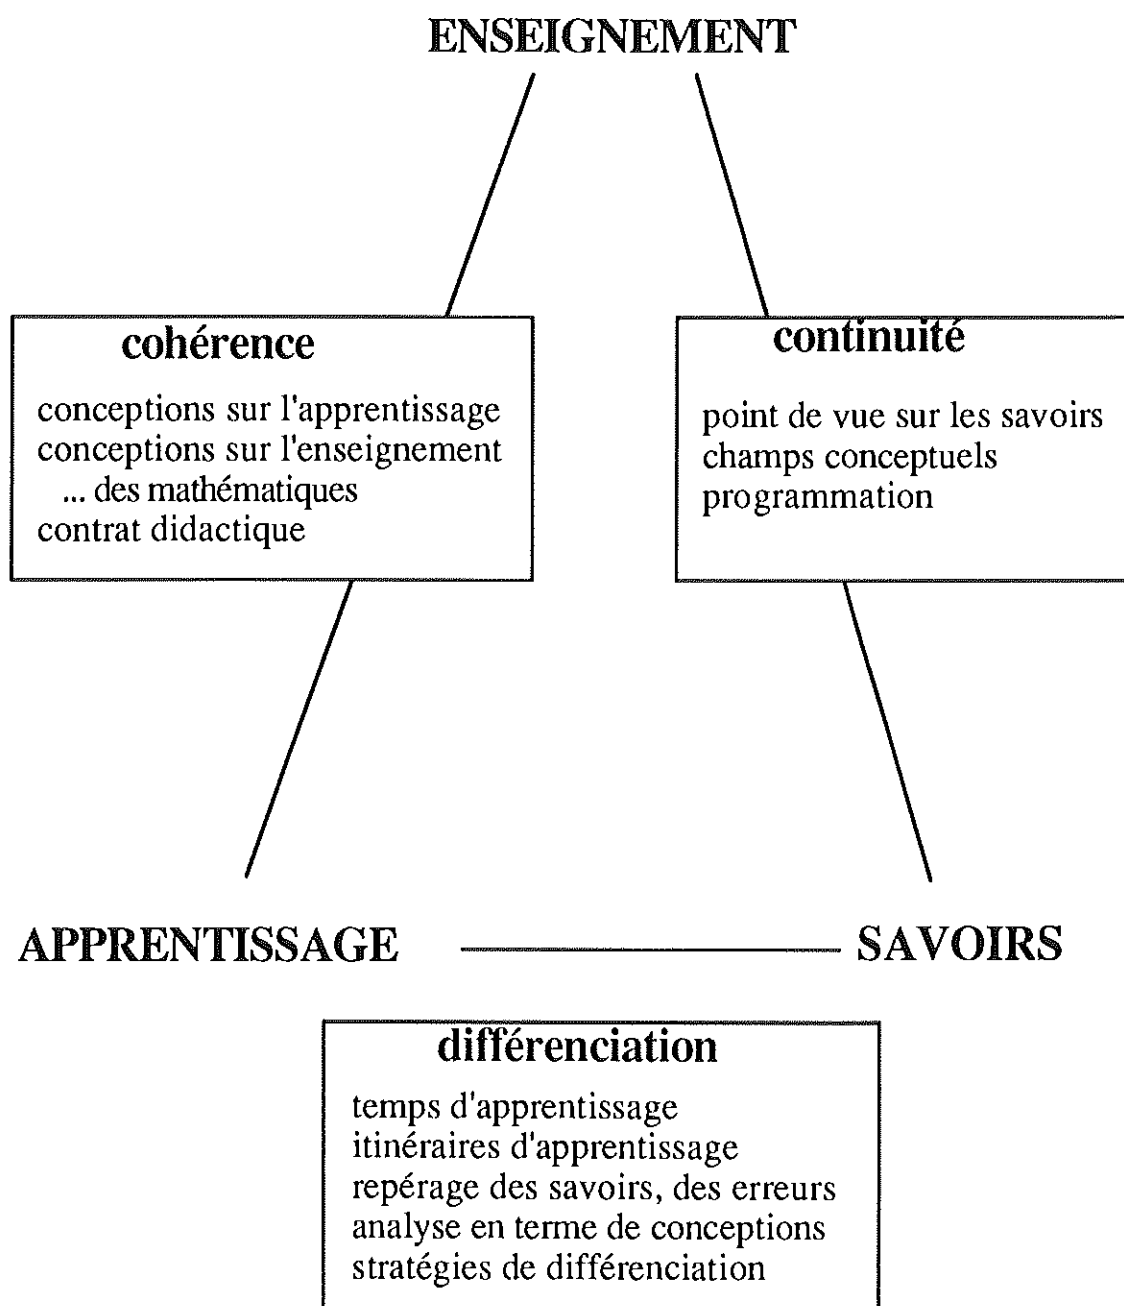 ENSEIGNEMENT
cohérence
conceptions sur l'apprentissage
conceptions sur l'enseignement
... des mathématiques
contrat didactique
continuité
point de vue sur les savoirs
champs conceptuels
programmation
APPRENTISSAGE
SAVOIRS
différenciation
temps d'apprentissage
itinéraires d'apprentissage
repérage des savoirs, des erreurs
analyse en terme de conceptions
stratégies de différenciation